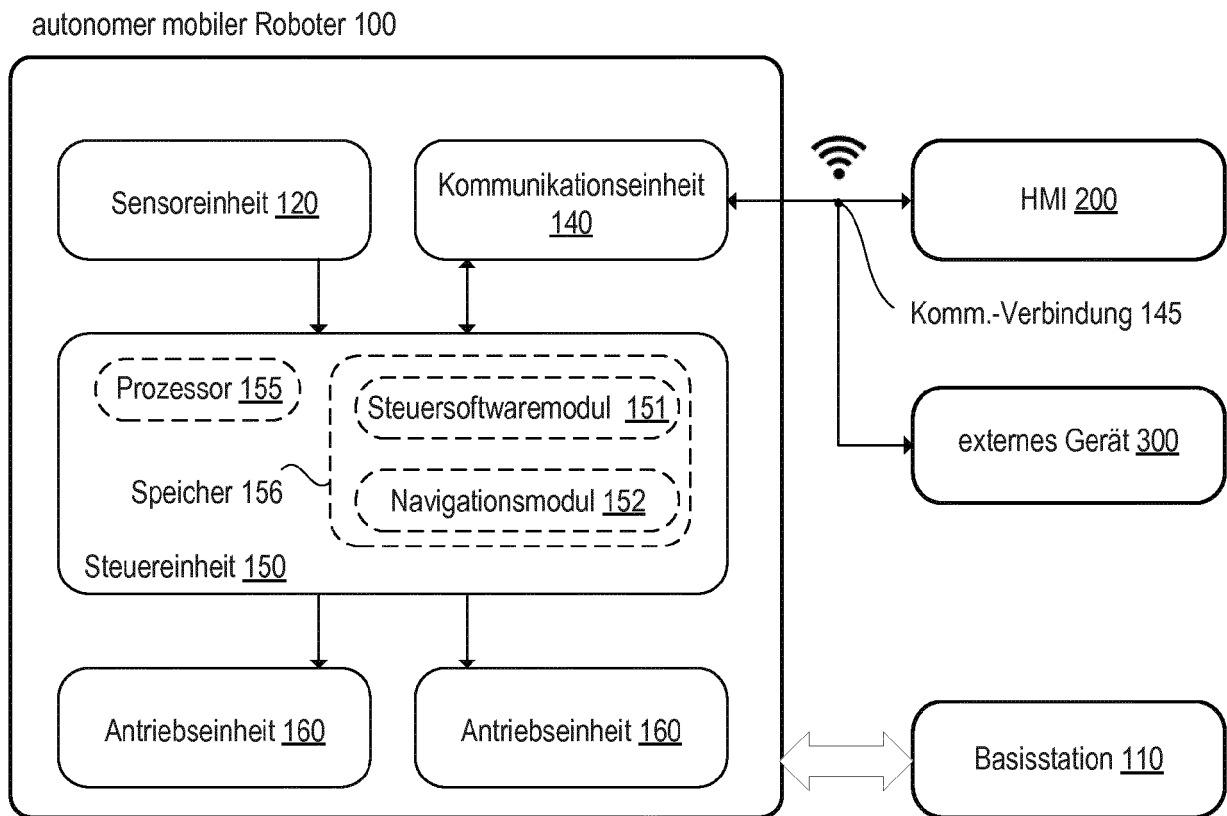 autonomer mobiler Roboter 100
Sensoreinheit 120
Kommunikationseinheit
140
HMI 200
Komm.-Verbindung 145
Prozessor 155
Steuersoftwaremodul 151
externes Gerät 300
Speicher 156
Navigationsmodul 152
Steuereinheit 150
Antriebseinheit 160
Antriebseinheit 160
Basisstation 110